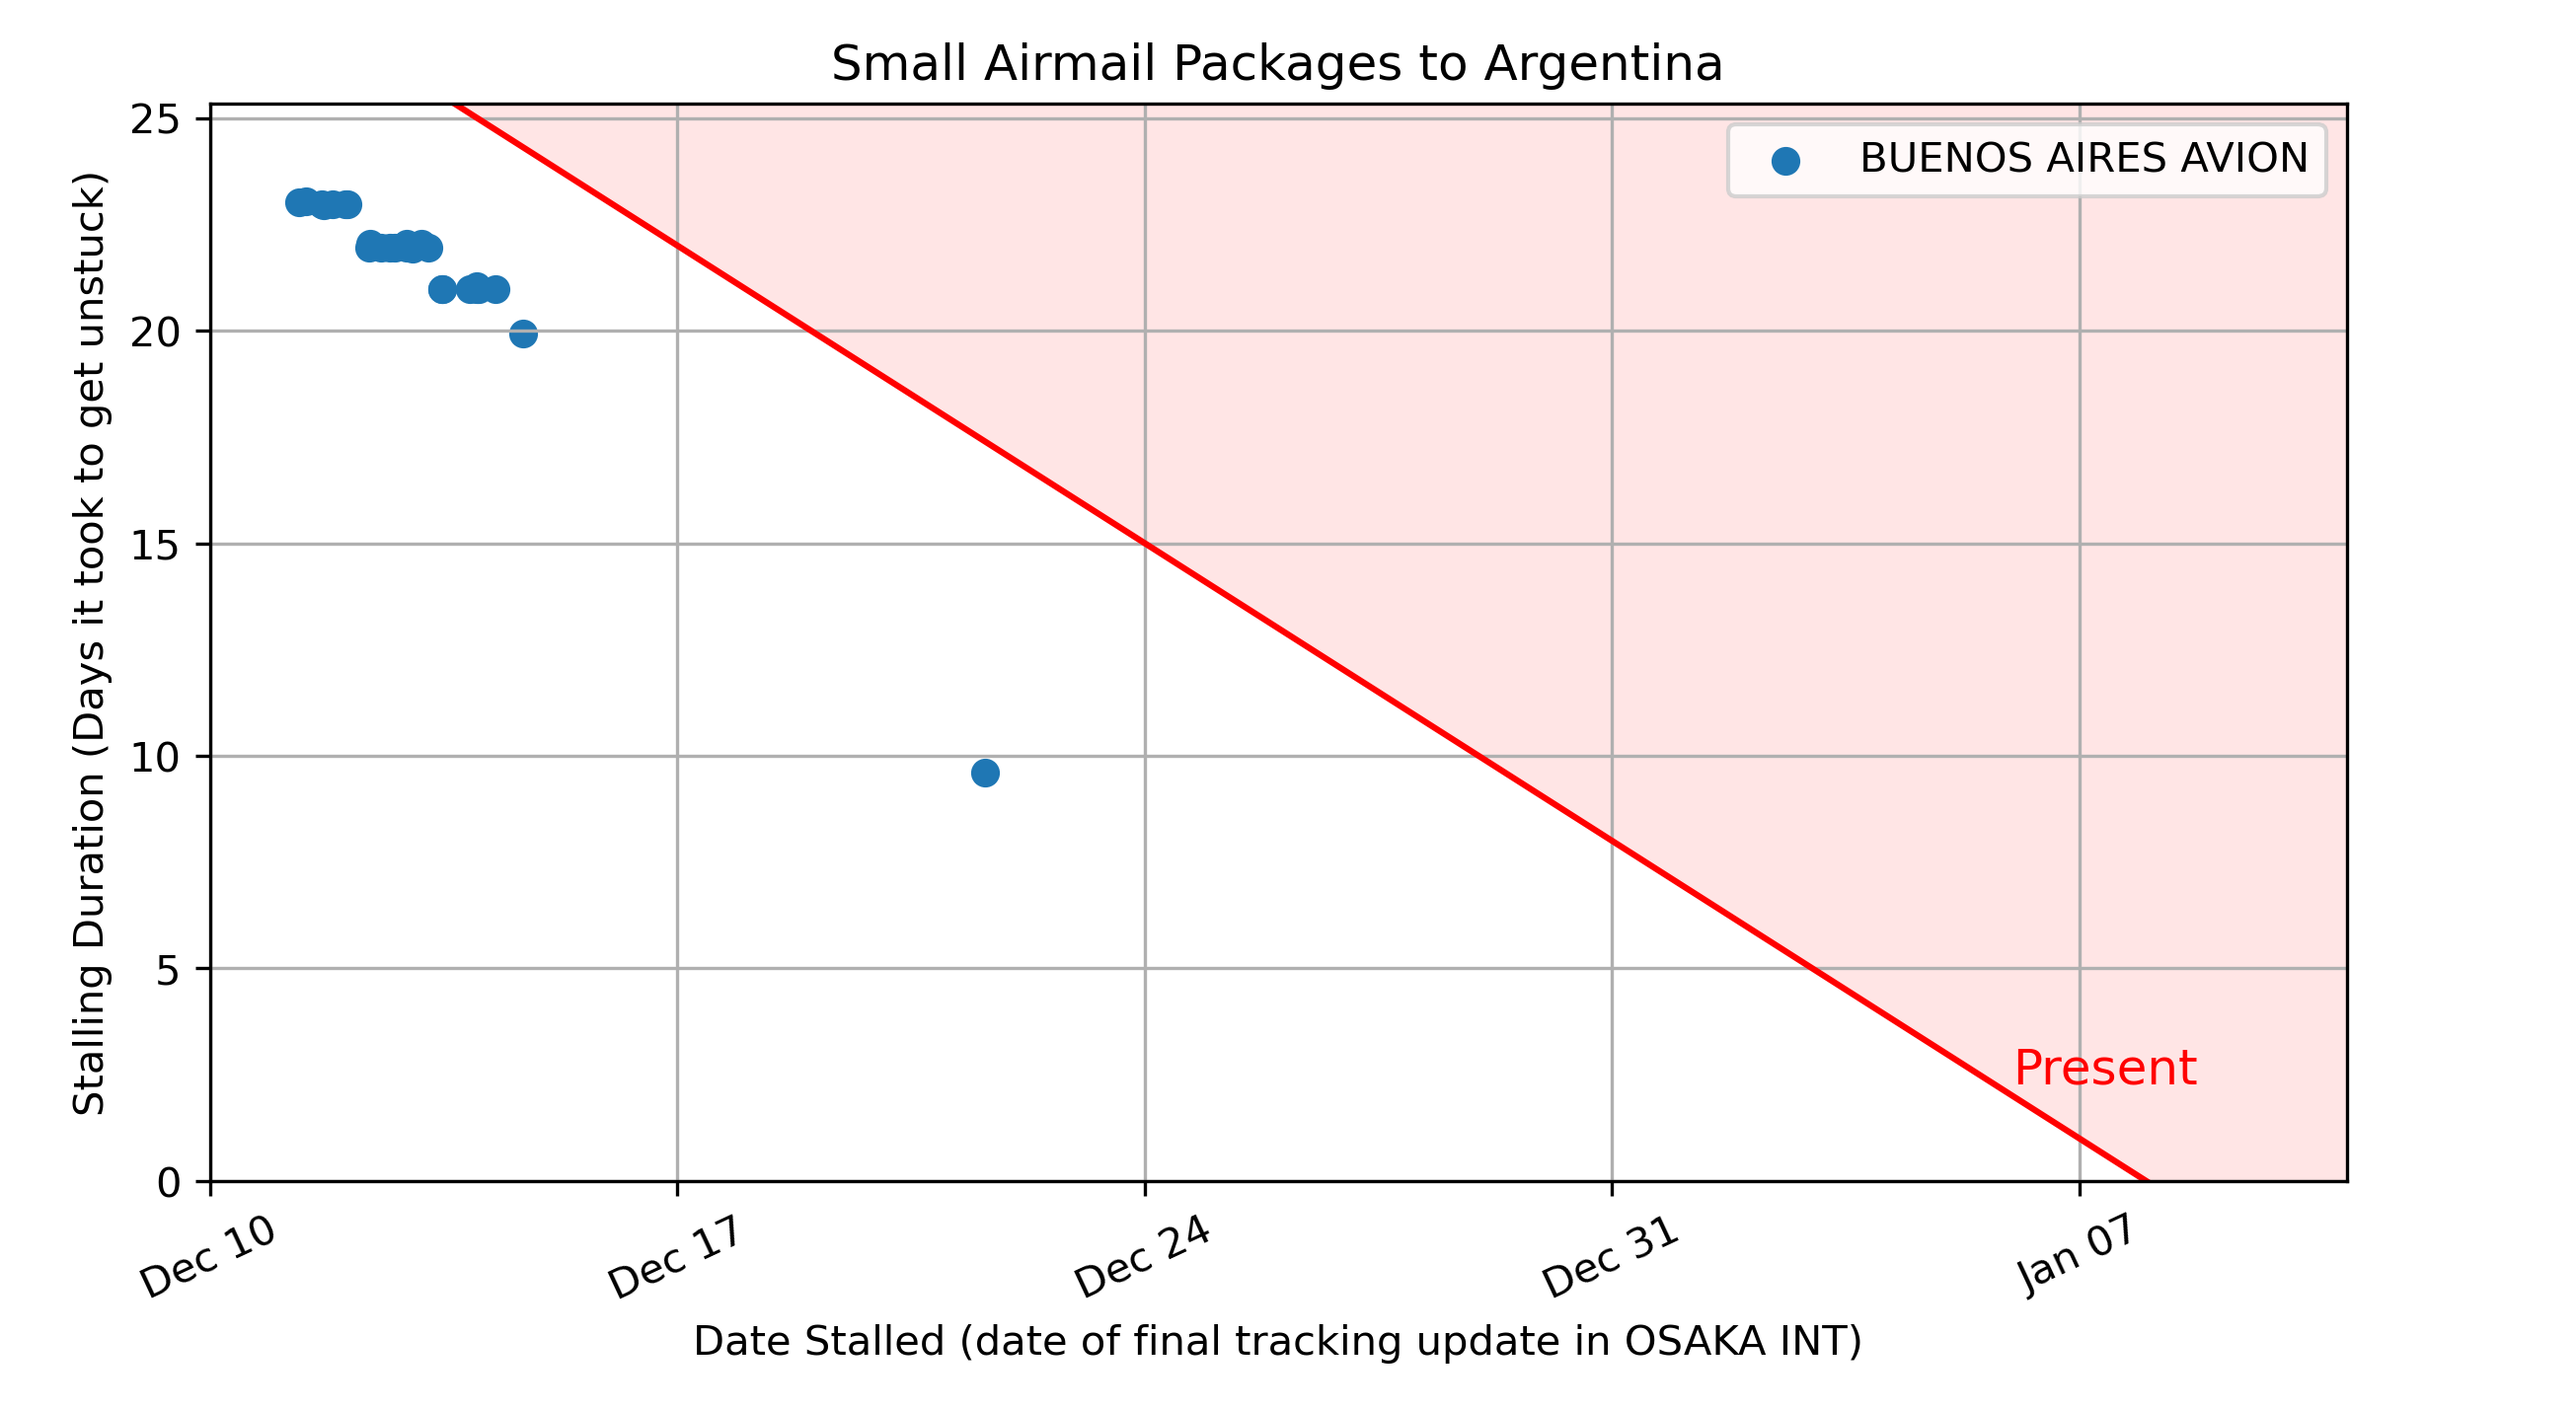 Small Airmail Packages to Argentina
BUENOS AIRES AVION
Stalling Duration (Days it took to get unstuck)
25
20
15
10
5
0
Present
Dec 10
Dec 17
Dec 24
Dec 31
Jan 07
Date Stalled (date of final tracking update in OSAKA INT)